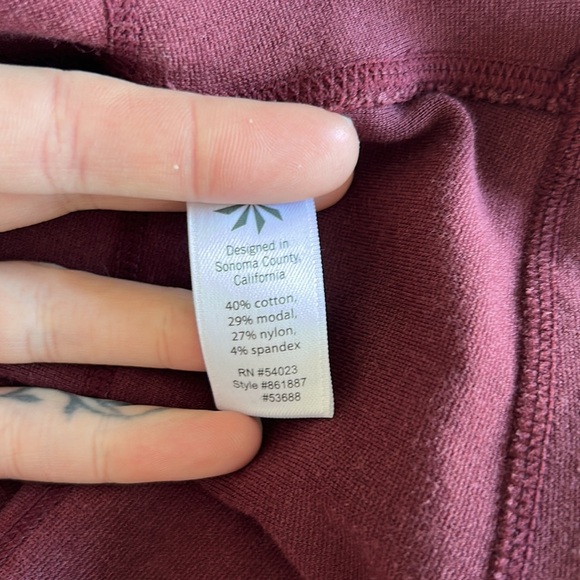 Designed in
Sonoma County,
California
40% cotton,
29% modal,
27% nylon,
4% spandex
RN #54023
Style #861887
#53688